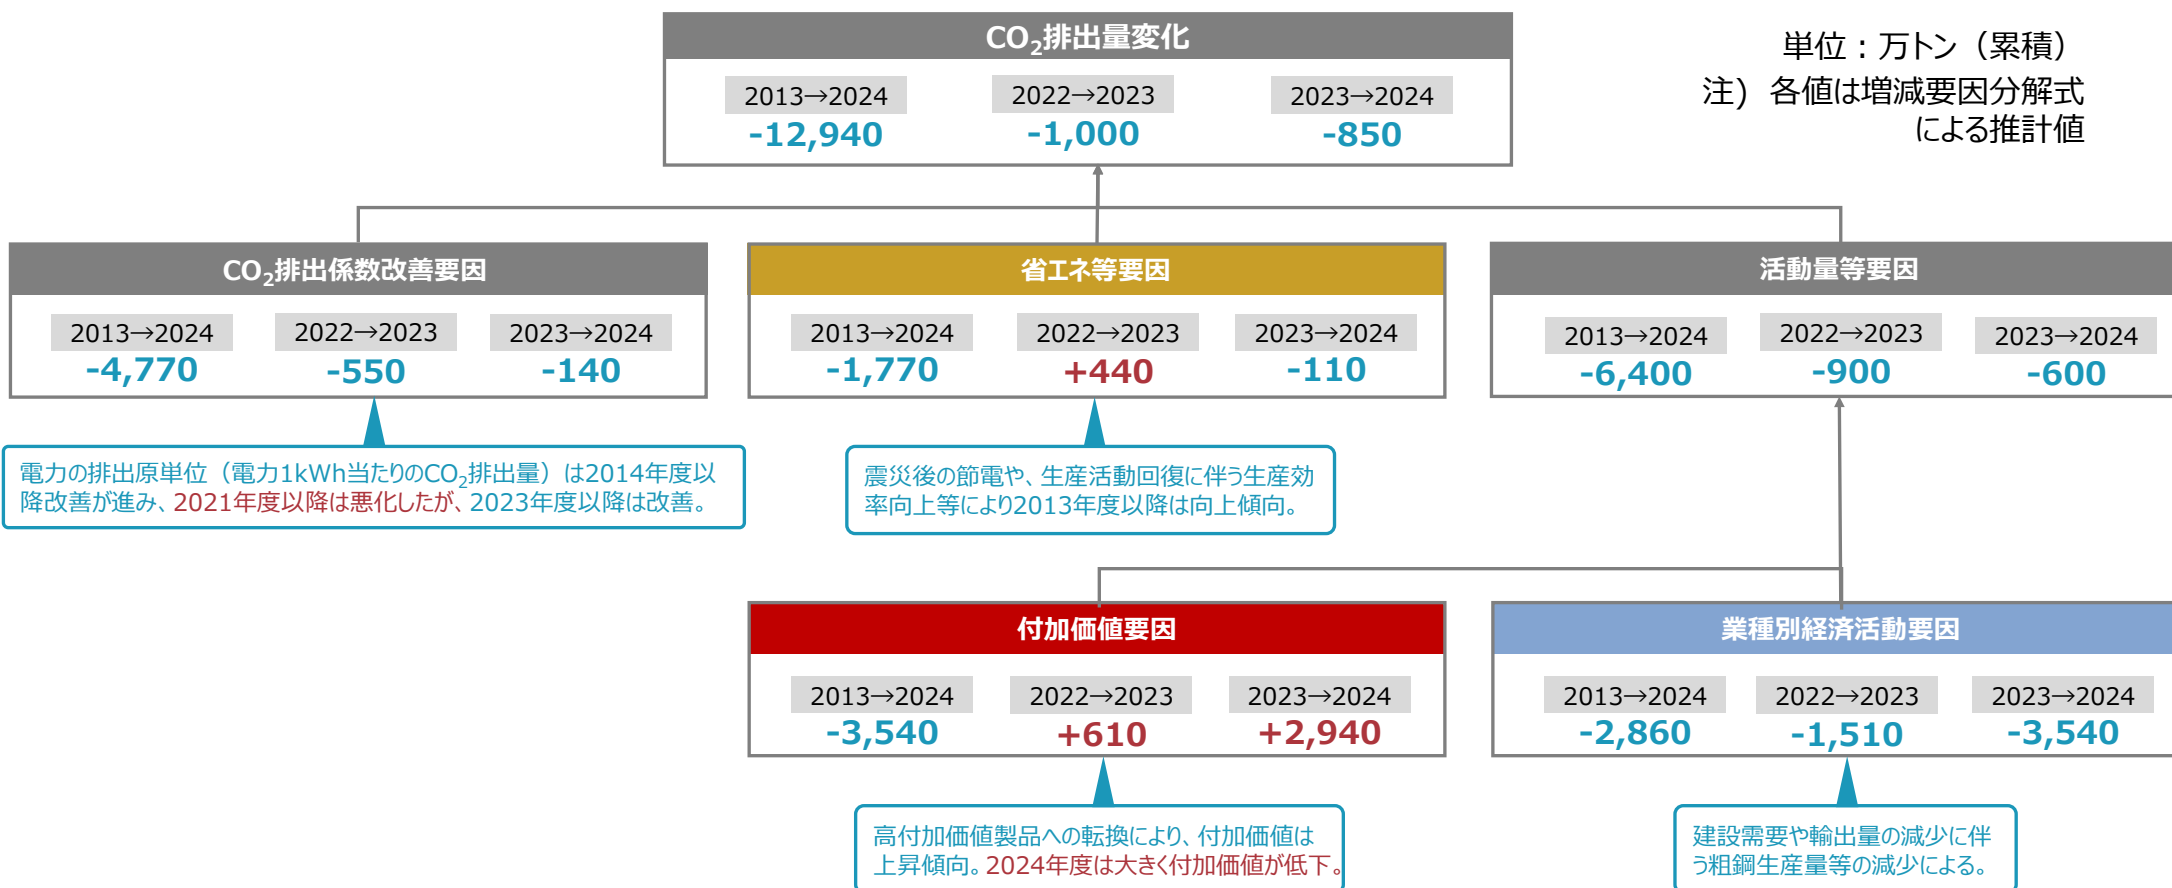 CO2排出量変化
2013→2024
2022→2023
2023→2024
-12,940
-1,000
-850
単位：万トン（累積）
注）各値は増減要因分解式
による推計値
CO2排出係数改善要因
2013→2024
2022→2023
2023→2024
-4,770
-550
-140
省エネ等要因
2013→2024
2022→2023
2023→2024
-1,770
+440
-110
活動量等要因
2013→2024
2022→2023
2023→2024
-6,400
-900
-600
電力の排出原単位（電力1kWh当たりのCO2排出量）は2014年度以
降改善が進み、2021年度以降は悪化したが、2023年度以降は改善。
震災後の節電や、生産活動回復に伴う生産効
率向上等により2013年度以降は向上傾向。
付加価値要因
2013→2024
2022→2023
2023→2024
-3,540
+610
+2,940
業種別経済活動要因
2013→2024
2022→2023
2023→2024
-2,860
-1,510
-3,540
高付加価値製品への転換により、付加価値は
上昇傾向。2024年度は大きく付加価値が低下。
建設需要や輸出量の減少に伴
う粗鋼生産量等の減少による。